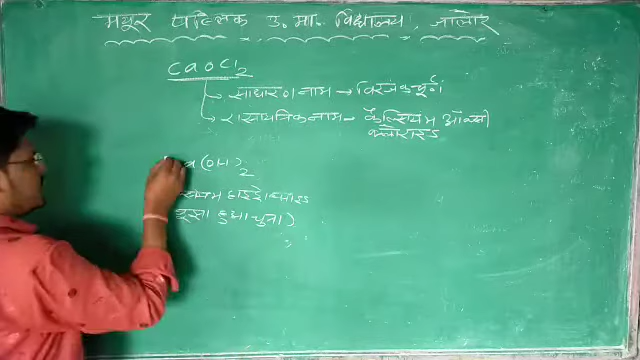 मयूर पब्लिक उ. मा. विद्यालय, जालोर
CaOCl2
साधारण नाम → विरंजक चूर्ण
रासायनिक नाम - कैल्सियम ऑक्सी
क्लोराइड
a(OH)2
हाइड्रोक्साइड
हुआ चुना)